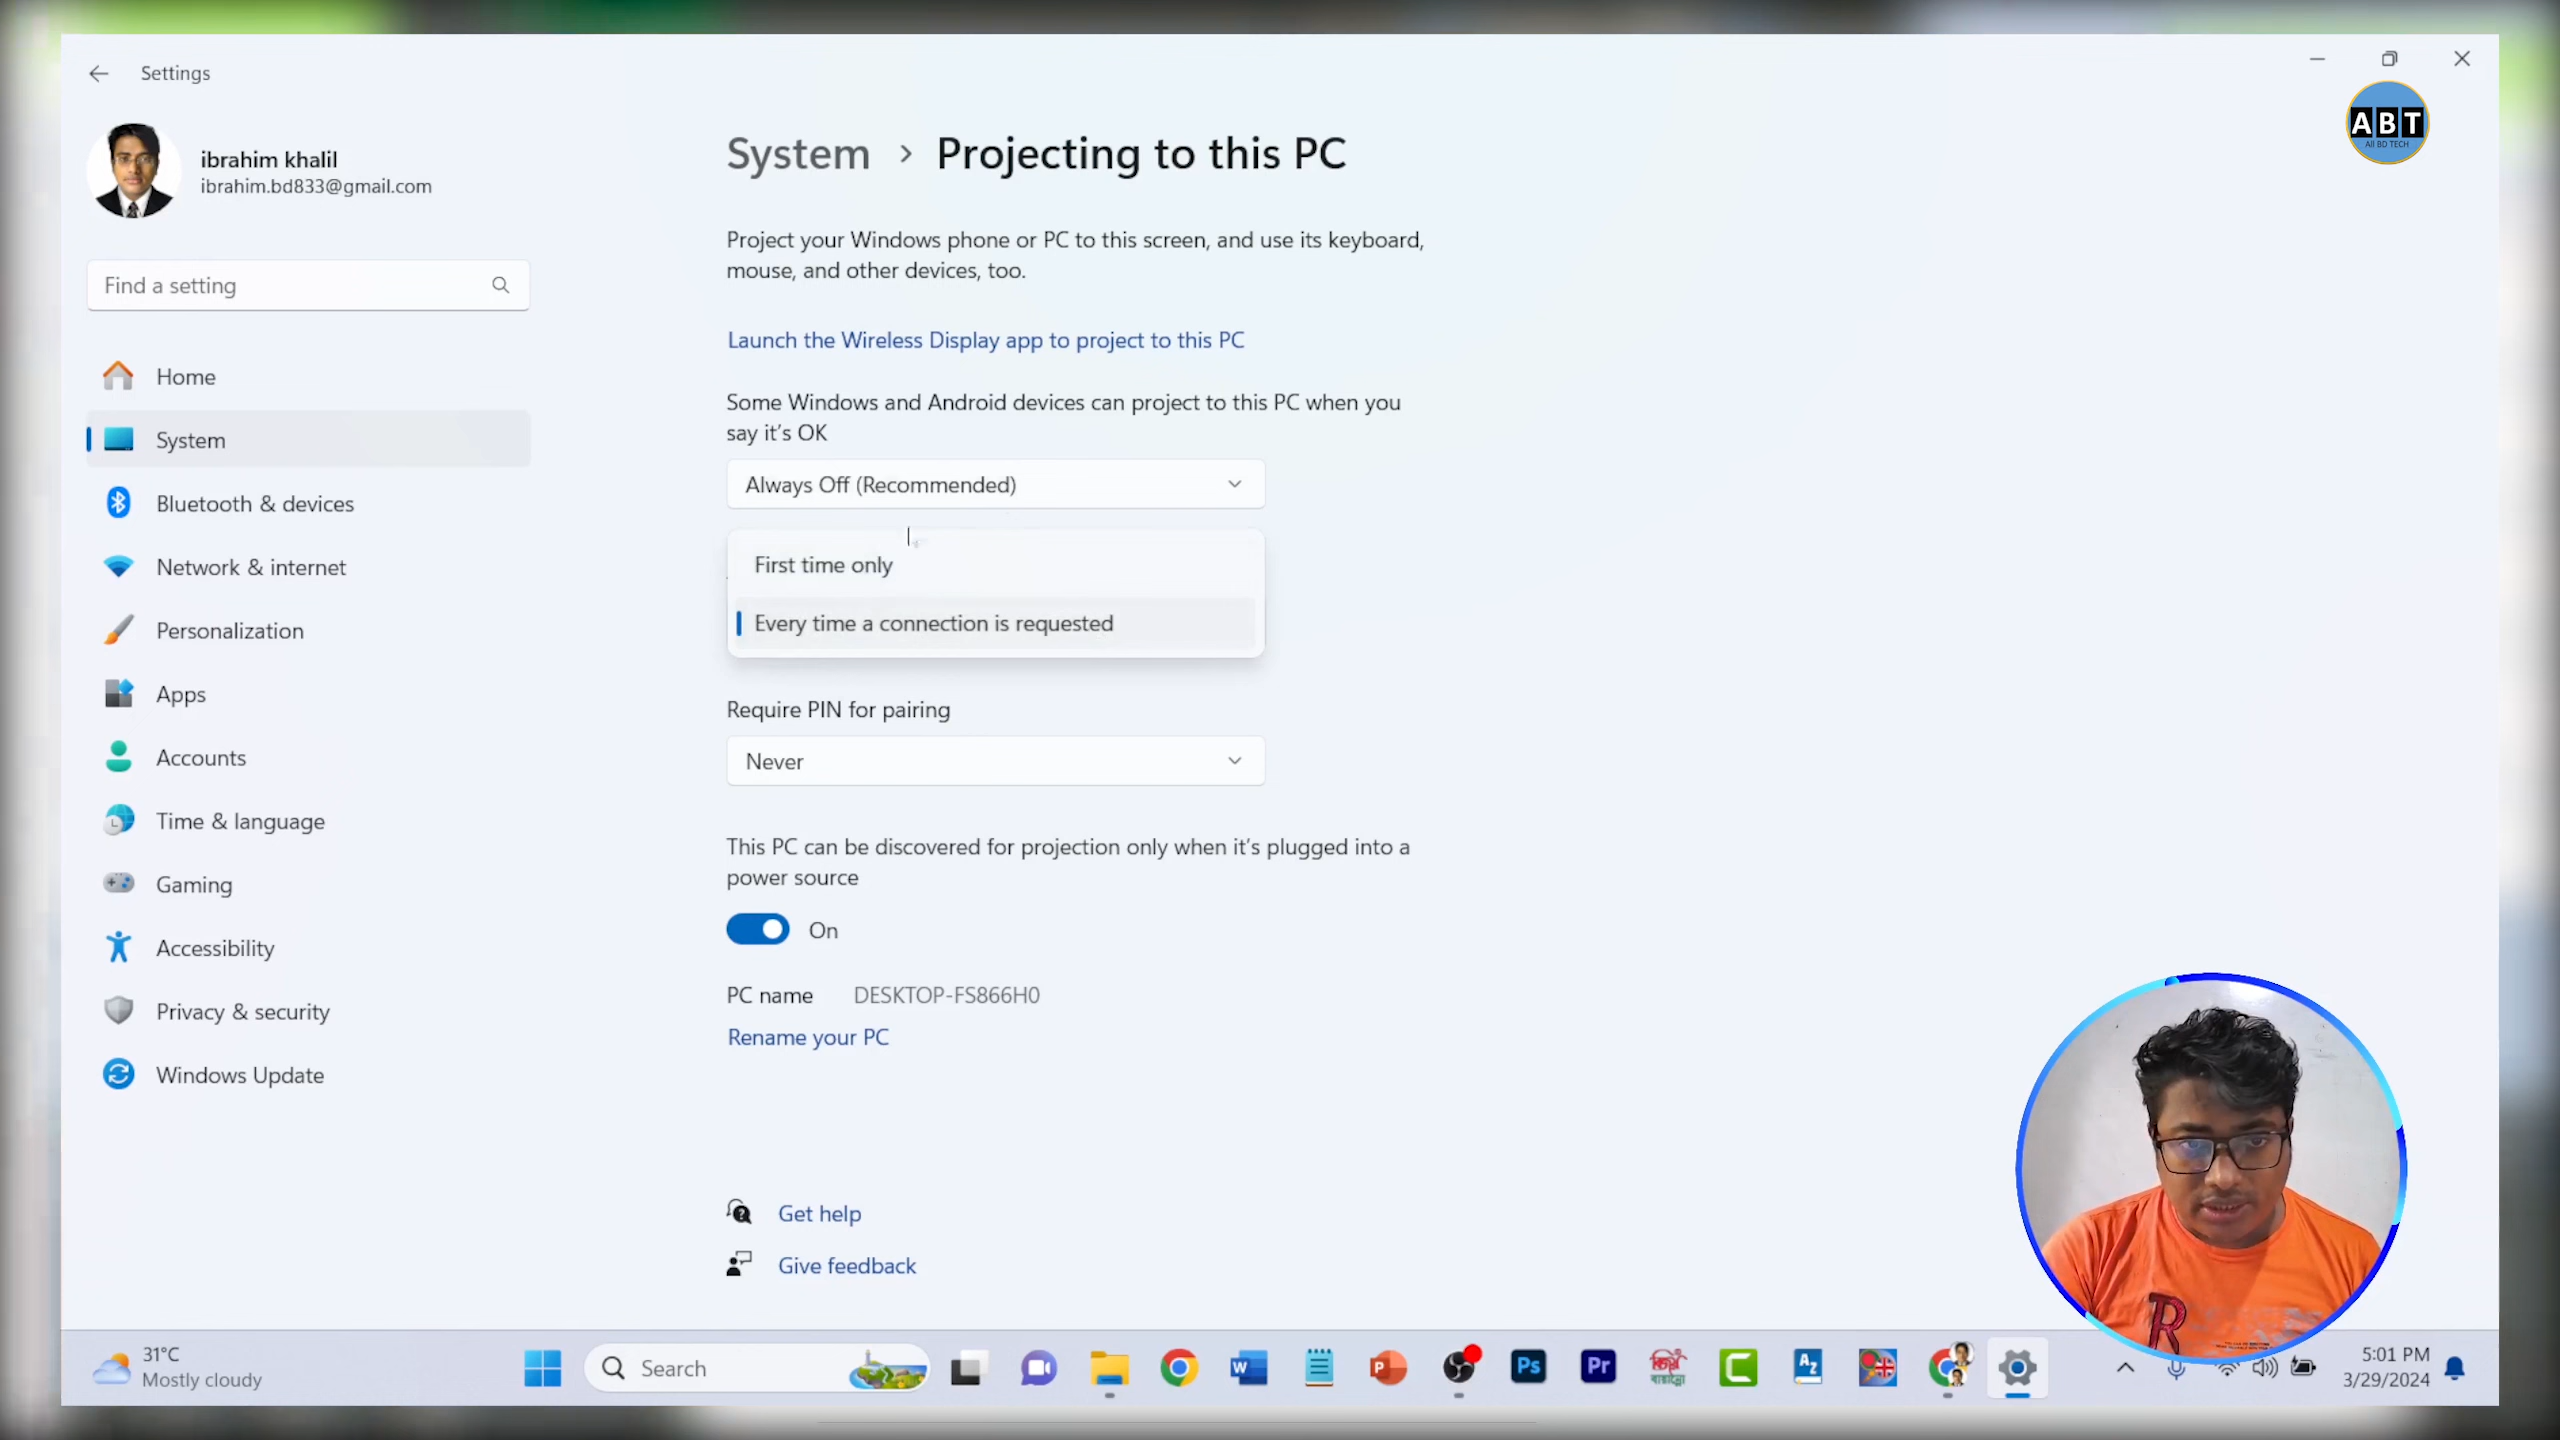 Settings
ABT
All BD TECH
ibrahim khalil
ibrahim.bd833@gmail.com
Find a setting
Home
System
Bluetooth & devices
Network & internet
Personalization
Apps
Accounts
Time & language
Gaming
Accessibility
Privacy & security
Windows Update
System > Projecting to this PC
Project your Windows phone or PC to this screen, and use its keyboard,
mouse, and other devices, too.
Launch the Wireless Display app to project to this PC
Some Windows and Android devices can project to this PC when you
say it's OK
Always Off (Recommended)
First time only
Every time a connection is requested
Require PIN for pairing
Never
This PC can be discovered for projection only when it's plugged into a
power source
On
PC name DESKTOP-FS866H0
Rename your PC
Get help
Give feedback
R
31°C
Mostly cloudy
Search
W
P
Ps
Pr
C
A Z
5:01 PM
3/29/2024